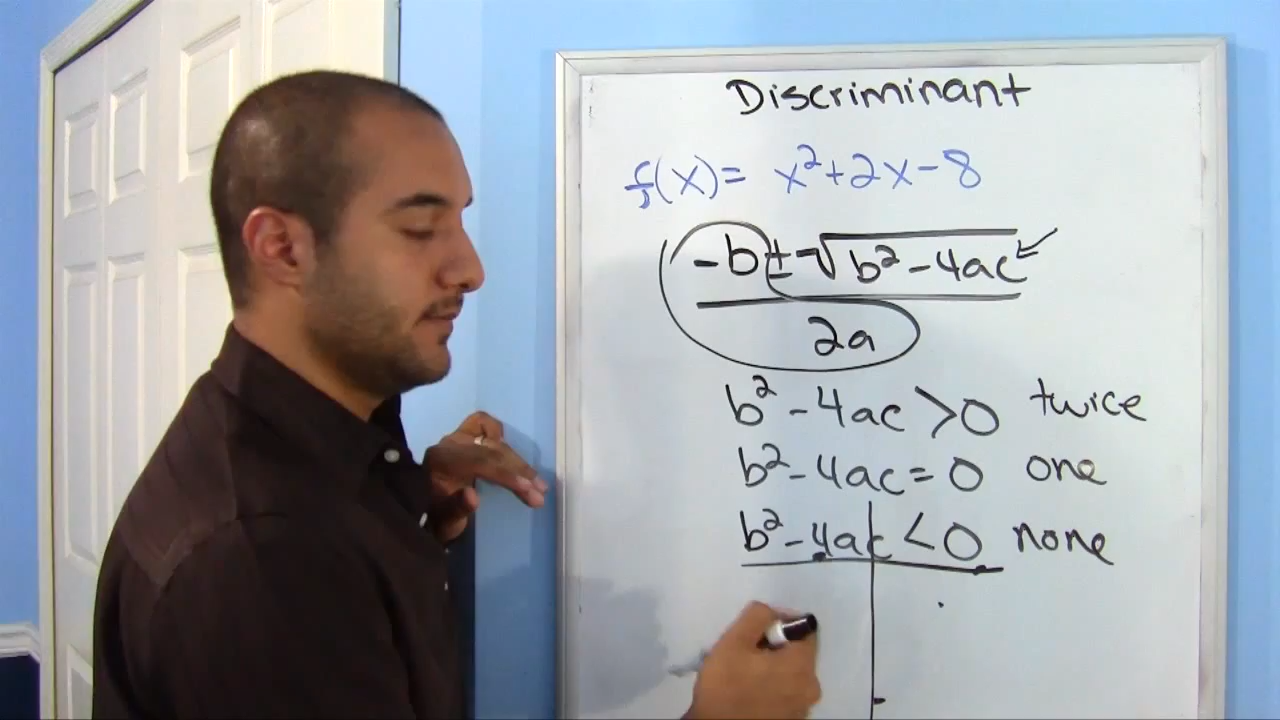 Discriminant
f(x) = x²+2x-8
-b ± √b²-4ac
2a
b²-4ac >0 twice
b²-4ac = 0 one
b²-4ac <0 none